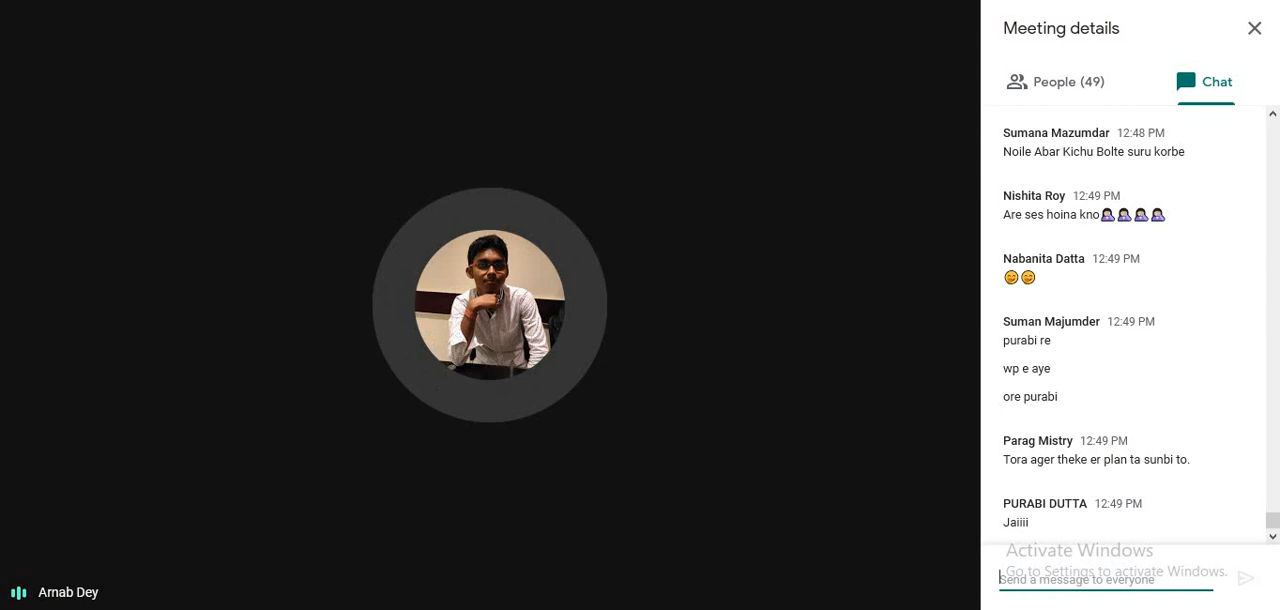 Meeting details
People (49)
Chat
Sumana Mazumdar 12:48 PM
Noile Abar Kichu Bolte suru korbe
Nishita Roy 12:49 PM
Are ses hoina kno
Nabanita Datta 12:49 PM
Suman Majumder 12:49 PM
purabi re
wp e aye
ore purabi
Parag Mistry 12:49 PM
Tora ager theke er plan ta sunbi to.
PURABI DUTTA 12:49 PM
Jaiiii
Activate Windows
Go to Settings to activate Windows.
Send a message to everyone
Arnab Dey